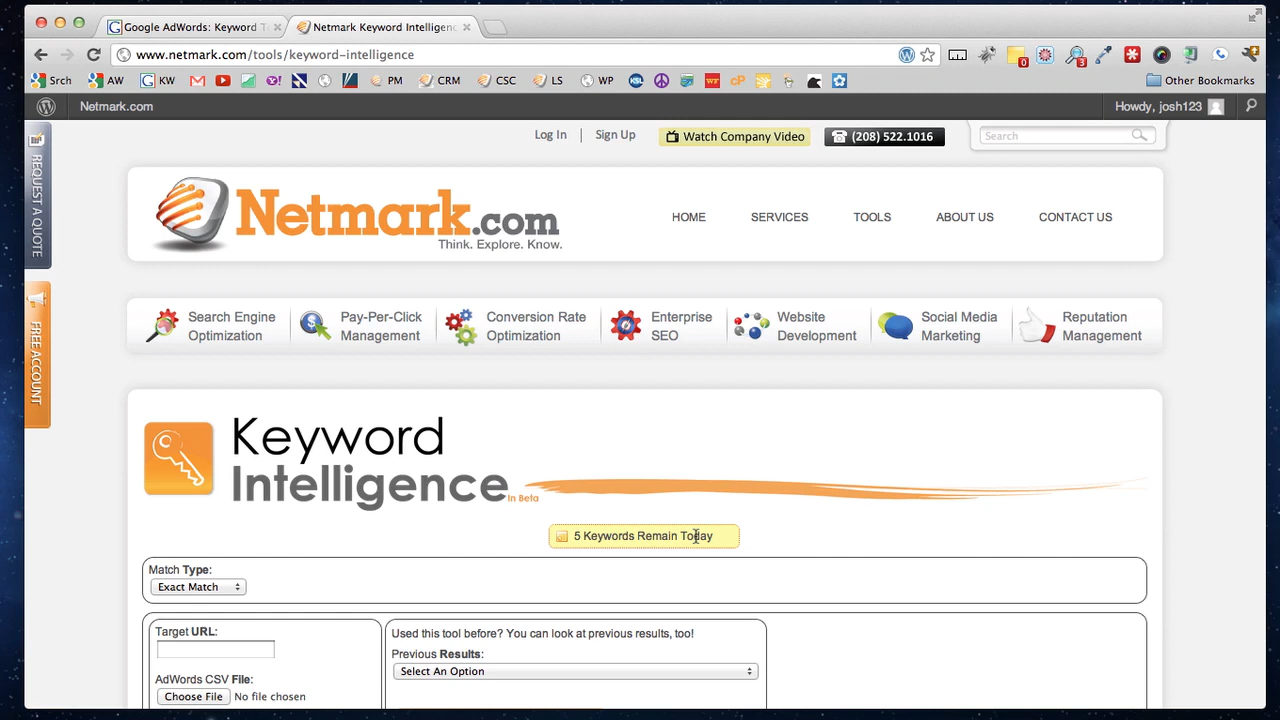 Google AdWords: Keyword T
Netmark Keyword Intelligenc
www.netmark.com/tools/keyword-intelligence
0
3
Srch
AW
KW
PM
CRM
CSC
LS
WP
KSL
WF
cP
Other Bookmarks
Netmark.com
Howdy, josh123
Log In | Sign Up
Watch Company Video
(208) 522.1016
Search
REQUEST A QUOTE
FREE ACCOUNT
Netmark.com
Think. Explore. Know.
HOME
SERVICES
TOOLS
ABOUT US
CONTACT US
Search Engine
Optimization
Pay-Per-Click
Management
Conversion Rate
Optimization
Enterprise
SEO
Website
Development
Social Media
Marketing
Reputation
Management
Keyword
Intelligence In Beta
5 Keywords Remain Today
Match Type:
Exact Match
Target URL:
AdWords CSV File:
Choose File No file chosen
Used this tool before? You can look at previous results, too!
Previous Results:
Select An Option